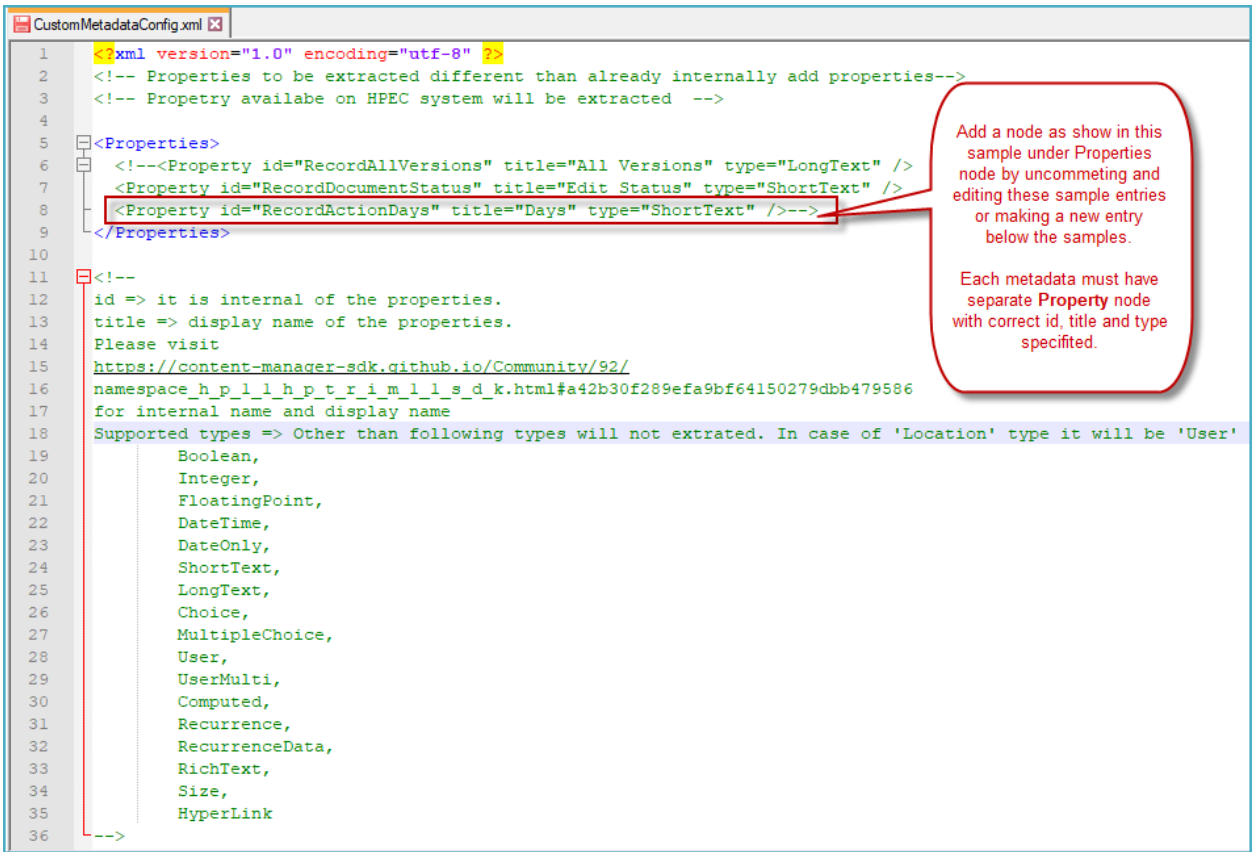 CustomMetadataConfig.xml
1 <?xml version="1.0" encoding="utf-8" ?>
2 <!-- Properties to be extracted different than already internally add properties-->
3 <!-- Propetry availabe on HPEC system will be extracted  -->
4
5 <Properties>
6 <!--<Property id="RecordAllVersions" title="All Versions" type="LongText" />
7 <Property id="RecordDocumentStatus" title="Edit Status" type="ShortText" />
8 <Property id="RecordActionDays" title="Days" type="ShortText" />-->
9 </Properties>
10
11 <!--
12 id => it is internal of the properties.
13 title => display name of the properties.
14 Please visit
15 https://content-manager-sdk.github.io/Community/92/
16 namespace_h_p_1_1_h_p_t_r_i_m_1_1_s_d_k.html#a42b30f289efa9bf64150279dbb479586
17 for internal name and display name
18 Supported types => Other than following types will not extrated. In case of 'Location' type it will be 'User'
19 Boolean,
20 Integer,
21 FloatingPoint,
22 DateTime,
23 DateOnly,
24 ShortText,
25 LongText,
26 Choice,
27 MultipleChoice,
28 User,
29 UserMulti,
30 Computed,
31 Recurrence,
32 RecurrenceData,
33 RichText,
34 Size,
35 HyperLink
36 -->
Add a node as show in this
sample under Properties
node by uncommeting and
editing these sample entries
or making a new entry
below the samples.
Each metadata must have
separate Property node
with correct id, title and type
specifited.